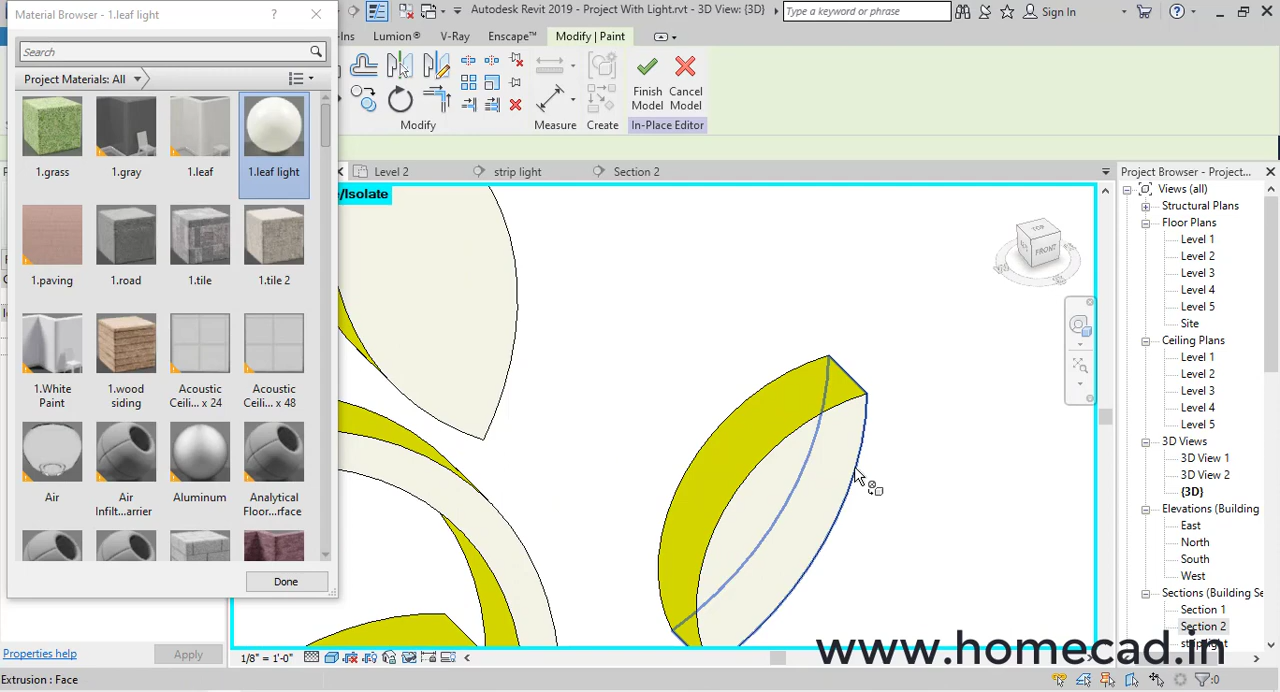 Material Browser - 1.leaf light
?
Autodesk Revit 2019 - Project With Light.rvt - 3D View: {3D}
Type a keyword or phrase
Sign In
?
Lumion®
V-Ray
Enscape™
Modify | Paint
Search
Project Materials: All
Finish
Model
Cancel
Model
Modify
Measure
Create
In-Place Editor
1.grass
1.gray
1.leaf
1.leaf light
Level 2
strip light
Section 2
Project Browser - Project...
e/Isolate
TOP
FRONT
1.paving
1.road
1.tile
1.tile 2
1.White
Paint
1.wood
siding
Acoustic
Ceili... x 24
Acoustic
Ceili... x 48
Air
Air
Infilt...arrier
Aluminum
Analytical
Floor...rface
Done
Views (all)
Structural Plans
Floor Plans
Level 1
Level 2
Level 3
Level 4
Level 5
Site
Ceiling Plans
Level 1
Level 2
Level 3
Level 4
Level 5
3D Views
3D View 1
3D View 2
{3D}
Elevations (Building
East
North
South
West
Sections (Building Se
Section 1
Section 2
strip light
Properties help
Apply
1/8" = 1'-0"
www.homecad.in
Extrusion : Face
:0